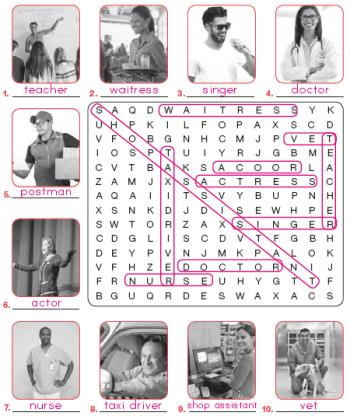 1. teacher
2. waitress
3. singer
4. doctor
S A Q D W A I T R E S S Y K
U H P K I L F O P A X S C D
V F O B G N H C M J P V E T
I O S P T U I Y R J G B M E
C V T B A K S A C O O R L A
Z A M J X S A C T R E S S C
A Q A I I T S V Y B U P N H
X S N K D J D I S E W H P E
S W T O R Z A X S I N G E R
C D G L I S C D V T F G B H
D E Y P V N J M K P A L O K
V F H Z E D O C T O R N I J
F R N U R S E U H Y G T T F
B G U Q R D E S W A X A C S
5. postman
6. actor
7. nurse
8. taxi driver
9. shop assistant
10. vet